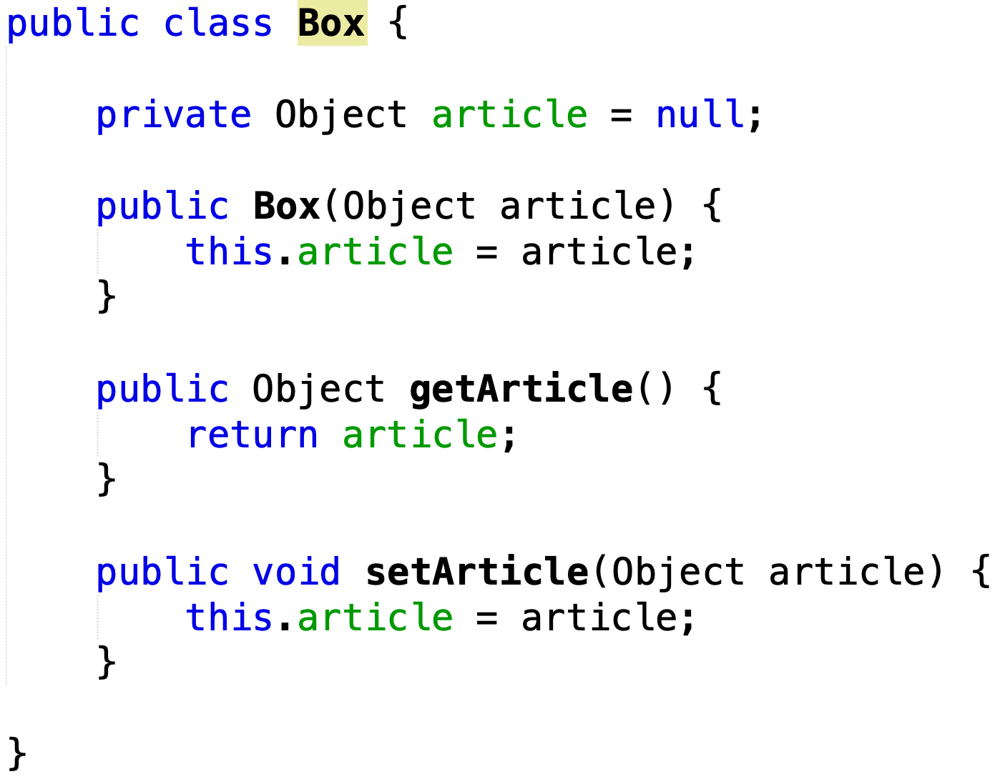 public class Box {
    private Object article = null;
    public Box(Object article) {
        this.article = article;
    }
    public Object getArticle() {
        return article;
    }
    public void setArticle(Object article) {
        this.article = article;
    }
}